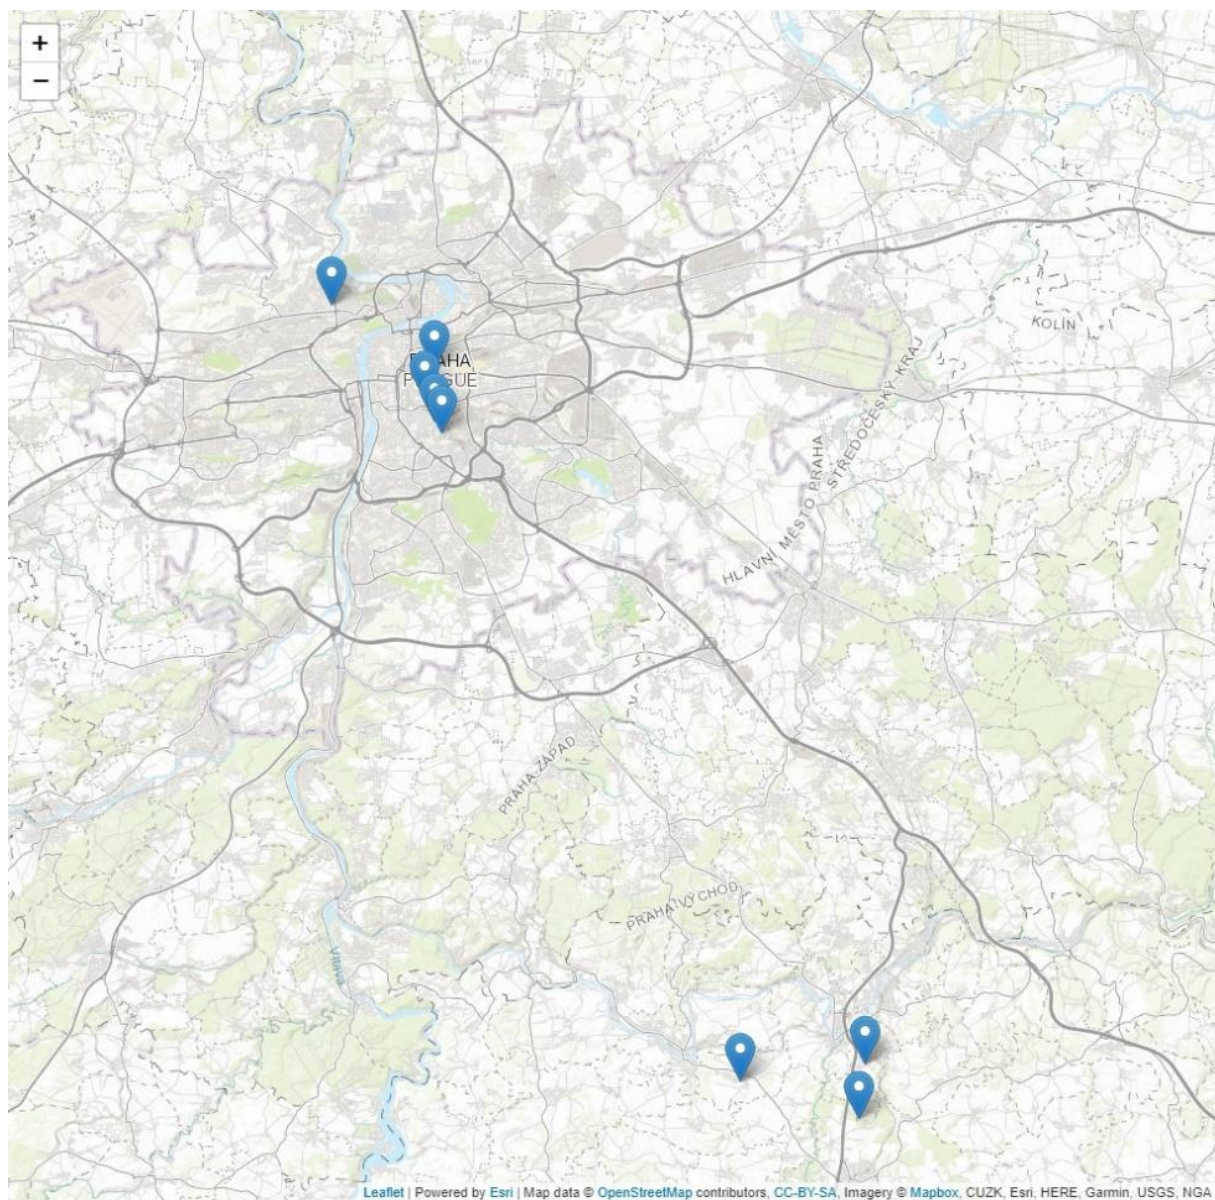 +
−
KOLÍN
PRAHA
PRAGUE
STŘEDOČESKÝ KRAJ
HLAVNÍ MĚSTO PRAHA
PRAHA-ZÁPAD
PRAHA-VÝCHOD
Vltava
Leaflet | Powered by Esri | Map data © OpenStreetMap contributors, CC-BY-SA, Imagery © Mapbox, CUZK, Esri, HERE, Garmin, USGS, NGA